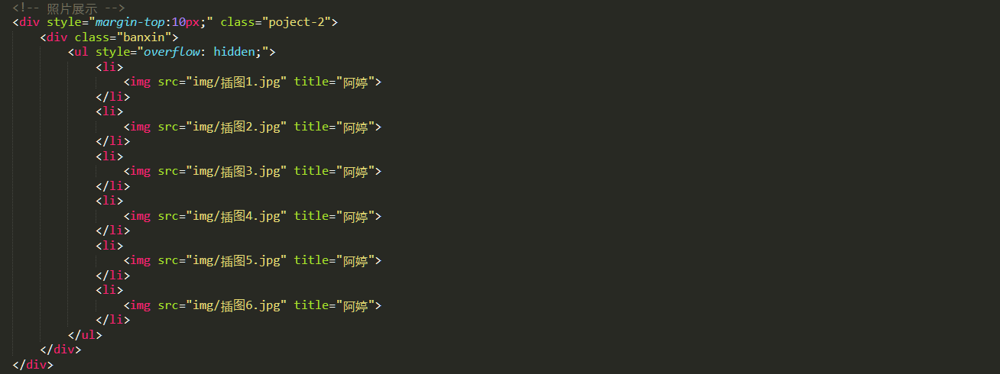 <!-- 照片展示 -->
<div style="margin-top:10px;" class="poject-2">
<div class="banxin">
<ul style="overflow: hidden;">
<li>
<img src="img/插图1.jpg" title="阿婷">
</li>
<li>
<img src="img/插图2.jpg" title="阿婷">
</li>
<li>
<img src="img/插图3.jpg" title="阿婷">
</li>
<li>
<img src="img/插图4.jpg" title="阿婷">
</li>
<li>
<img src="img/插图5.jpg" title="阿婷">
</li>
<li>
<img src="img/插图6.jpg" title="阿婷">
</li>
</ul>
</div>
</div>